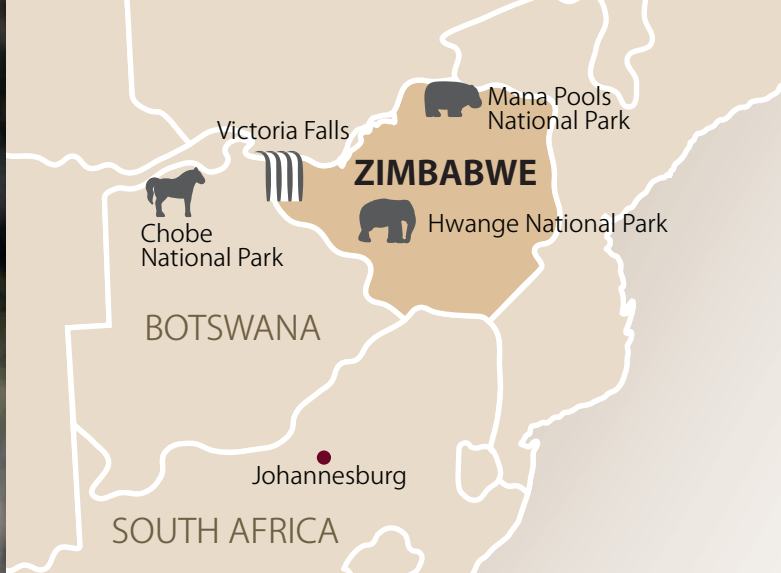 Mana Pools
National Park
Victoria Falls
ZIMBABWE
Hwange National Park
Chobe
National Park
BOTSWANA
Johannesburg
SOUTH AFRICA